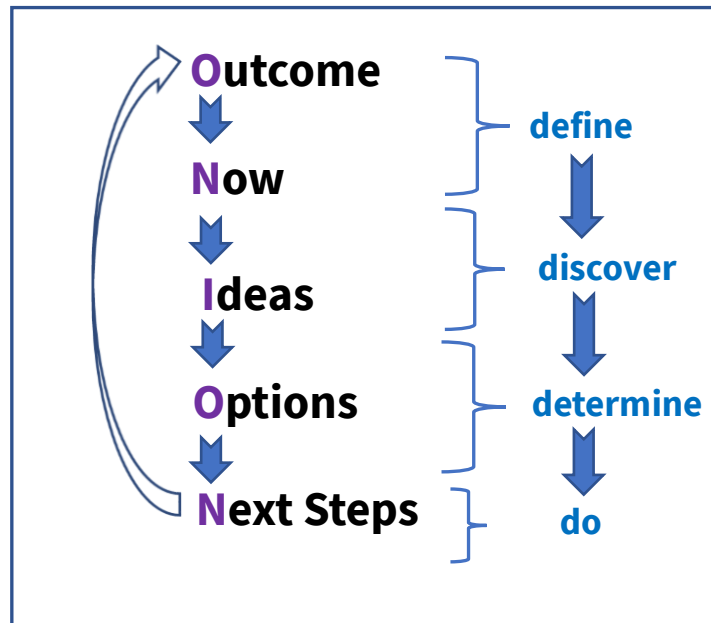 Outcome
define
Now
discover
Ideas
Options
determine
Next Steps
do